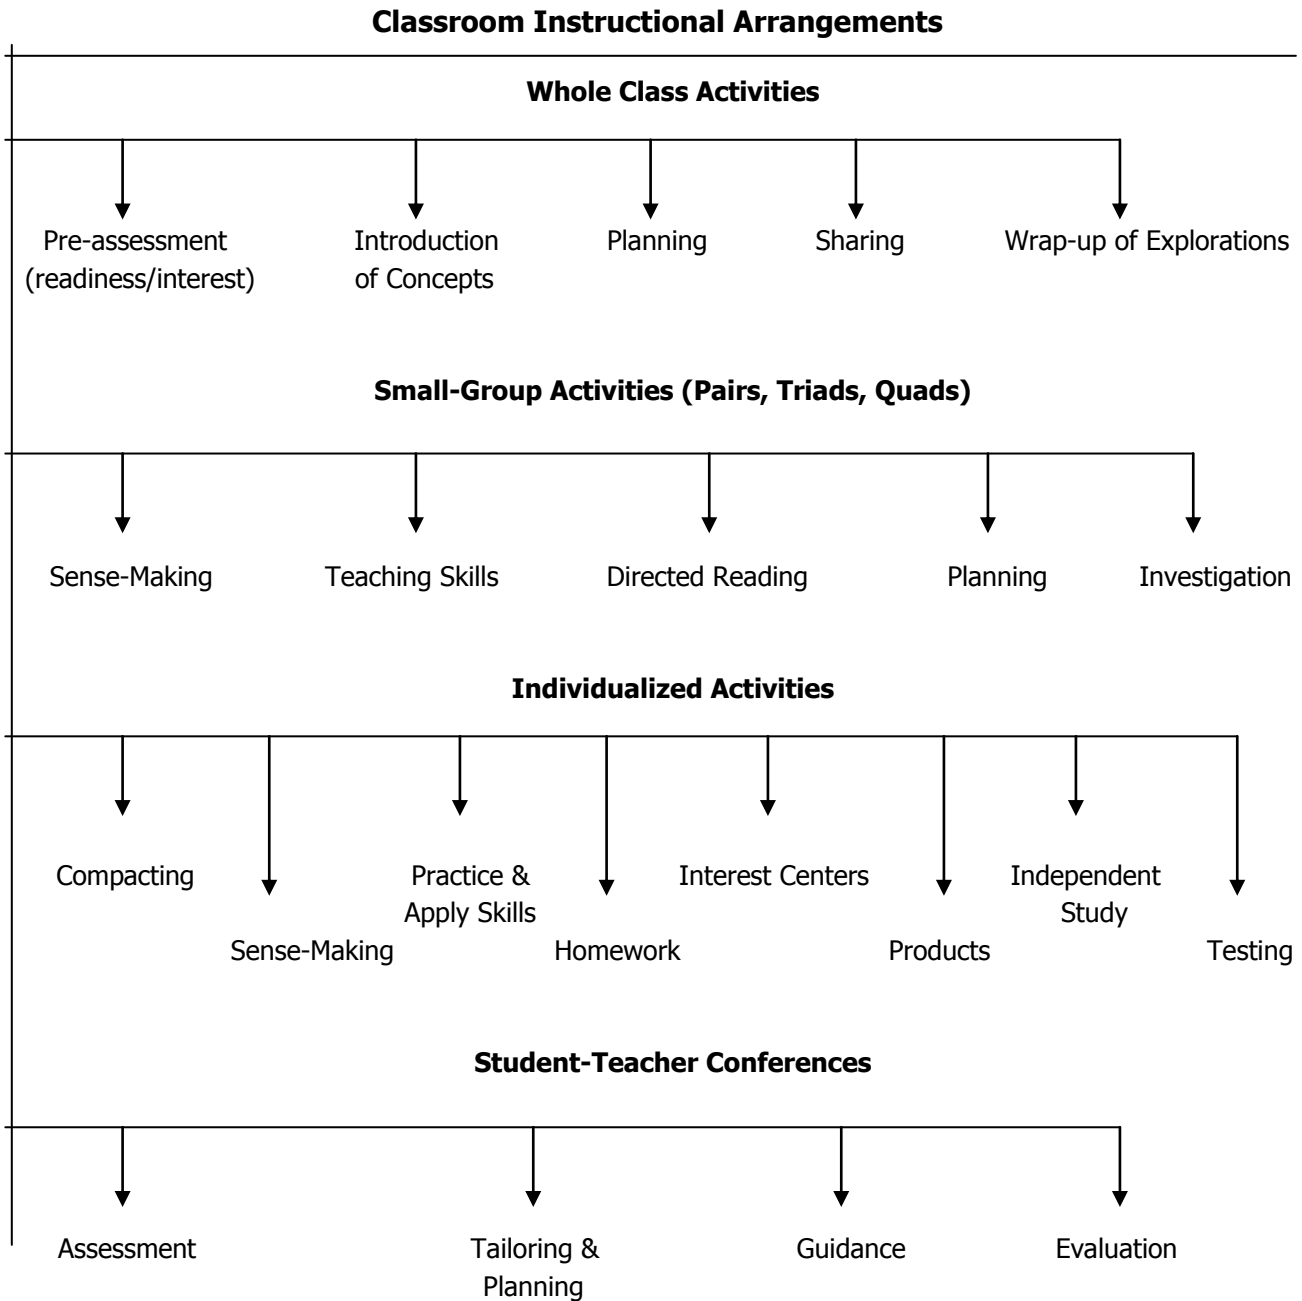 Classroom Instructional Arrangements
Whole Class Activities
Pre-assessment
(readiness/interest)
Introduction
of Concepts
Planning
Sharing
Wrap-up of Explorations
Small-Group Activities (Pairs, Triads, Quads)
Sense-Making
Teaching Skills
Directed Reading
Planning
Investigation
Individualized Activities
Compacting
Sense-Making
Practice &
Apply Skills
Homework
Interest Centers
Products
Independent
Study
Testing
Student-Teacher Conferences
Assessment
Tailoring &
Planning
Guidance
Evaluation